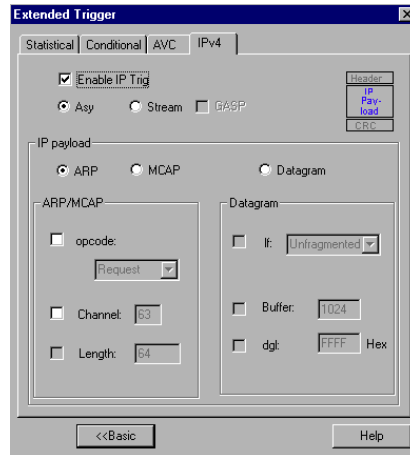 Extended Trigger
Statistical Conditional AVC IPv4
Enable IP Trig
Asy Stream GASP
Header
IP
Pay-
load
CRC
IP payload
ARP MCAP Datagram
ARP/MCAP
opcode:
Request
Channel: 63
Length: 64
Datagram
lf: Unfragmented
Buffer: 1024
dgl: FFFF Hex
<<Basic Help